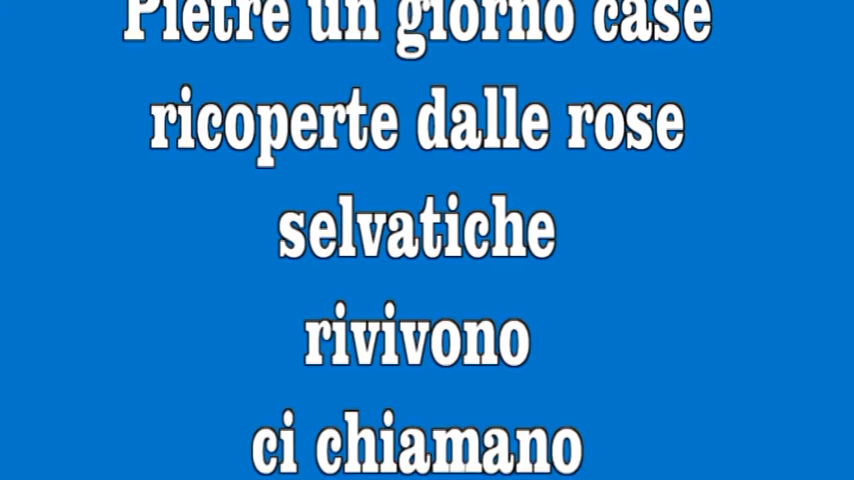 Pietre un giorno case
ricoperte dalle rose
selvatiche
rivivono
ci chiamano